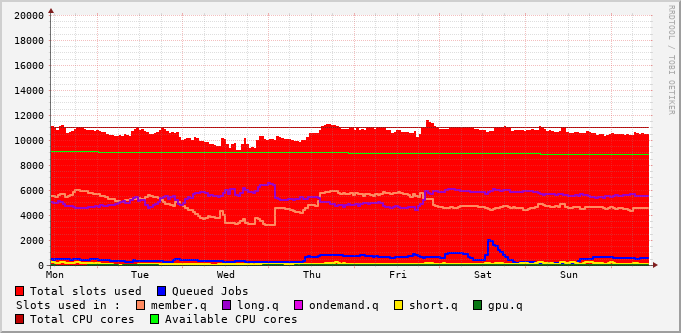 RRDTOOL / TOBI OETIKER
20000
18000
16000
14000
12000
10000
8000
6000
4000
2000
0
Mon Tue Wed Thu Fri Sat Sun
Total slots used Queued Jobs
Slots used in : member.q long.q ondemand.q short.q gpu.q
Total CPU cores Available CPU cores